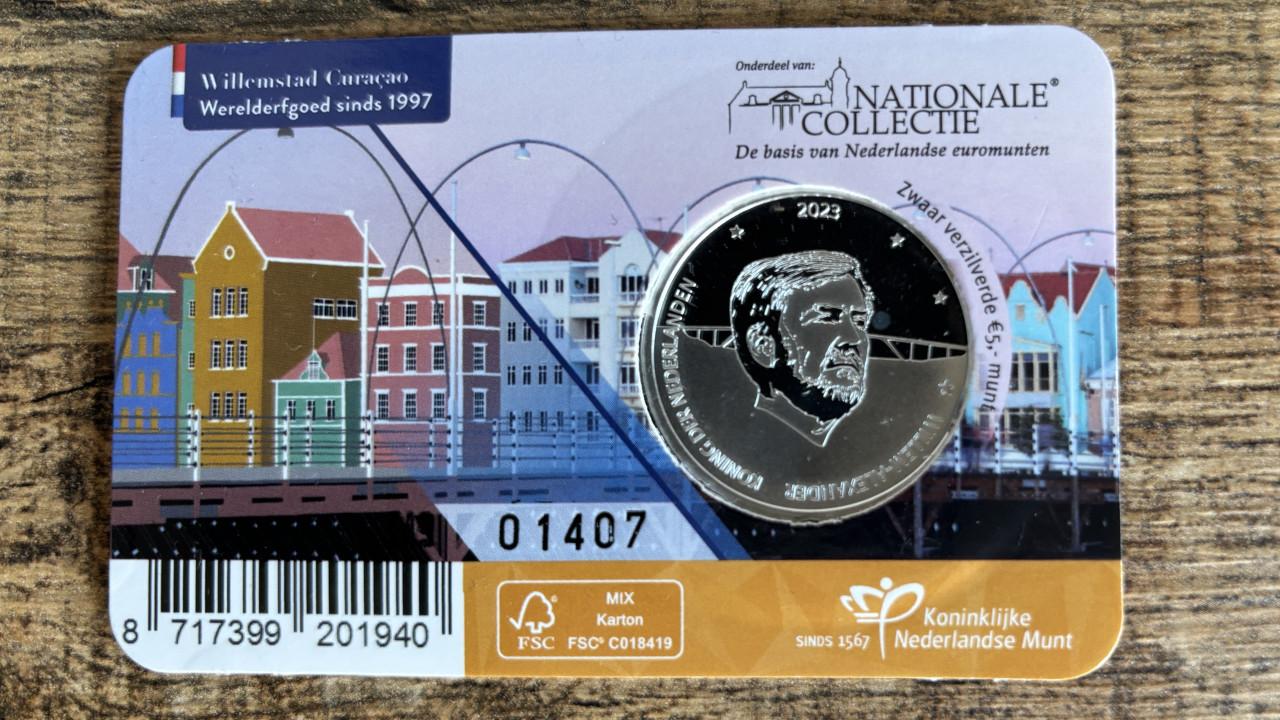 Willemstad Curaçao
Werelderfgoed sinds 1997
Onderdeel van:
NATIONALE®
COLLECTIE
De basis van Nederlandse euromunten
Zwaar verzilverde €5,- munt
2023
WILLEM-ALEXANDER KONING DER NEDERLANDEN
01407
8 717399 201940
FSC
MIX
Karton
FSC® C018419
SINDS 1567
Koninklijke
Nederlandse Munt